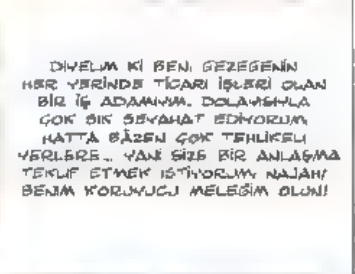 DİYELİM Kİ BEN, GEZEGENİN
HER YERİNDE TİCARİ İŞLERİ OLAN
BİR İŞ ADAMIYIM. DOLAYISIYLA
ÇOK SIK SEYAHAT EDİYORUM,
HATTA BÂZEN ÇOK TEHLİKELİ
YERLERE... YANİ SİZE BİR ANLAŞMA
TEKLİF ETMEK İSTİYORUM, NAJAH!
BENİM KORUYUCU MELEĞİM OLUN!